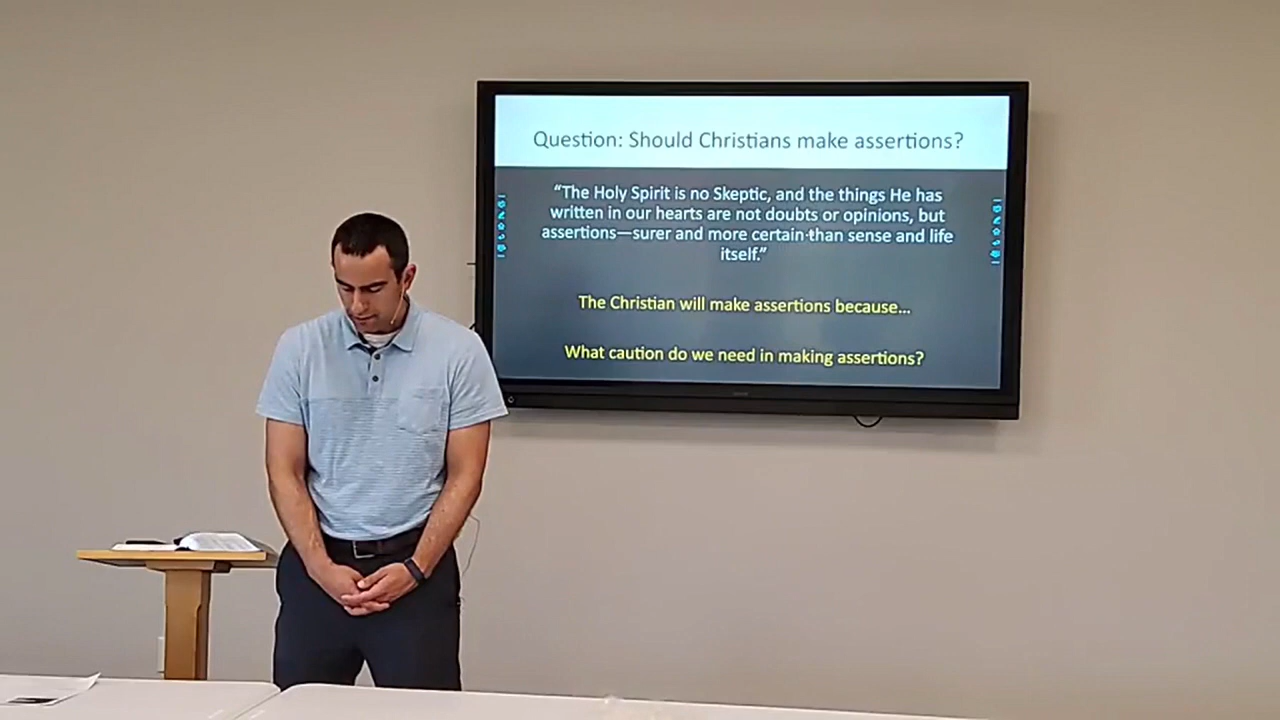 Question: Should Christians make assertions?
“The Holy Spirit is no Skeptic, and the things He has
written in our hearts are not doubts or opinions, but
assertions—surer and more certain than sense and life
itself.”
The Christian will make assertions because...
What caution do we need in making assertions?